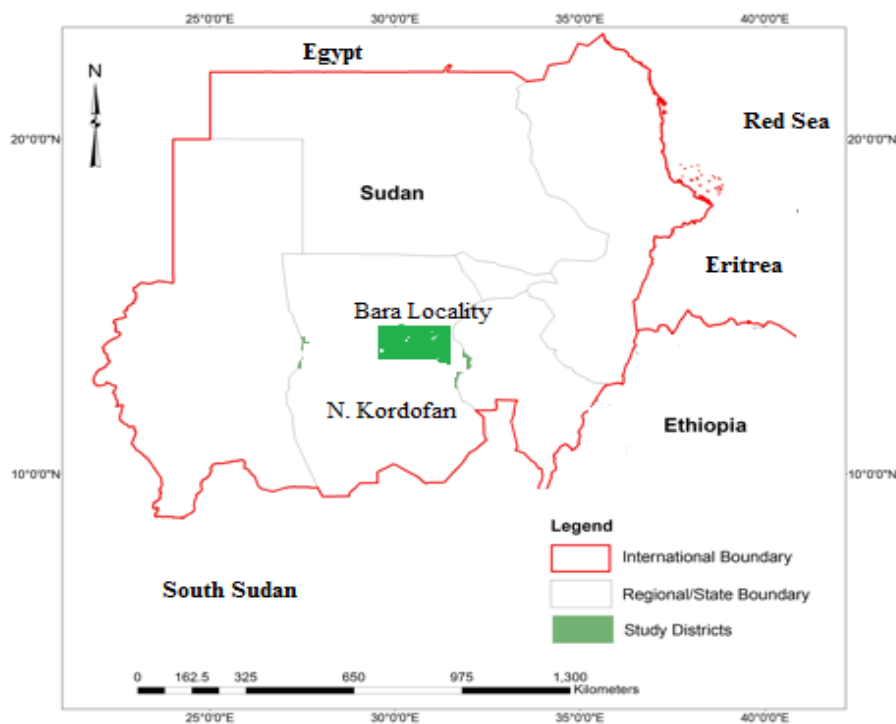 25°0'0"E 30°0'0"E 35°0'0"E 40°0'0"E
Egypt
N
Red Sea
20°0'0"N 20°0'0"N
Sudan
Eritrea
Bara Locality
N. Kordofan
Ethiopia
10°0'0"N 10°0'0"N
Legend
International Boundary
Regional/State Boundary
Study Districts
South Sudan
0 162.5 325 650 975 1,300
Kilometers
25°0'0"E 30°0'0"E 35°0'0"E 40°0'0"E